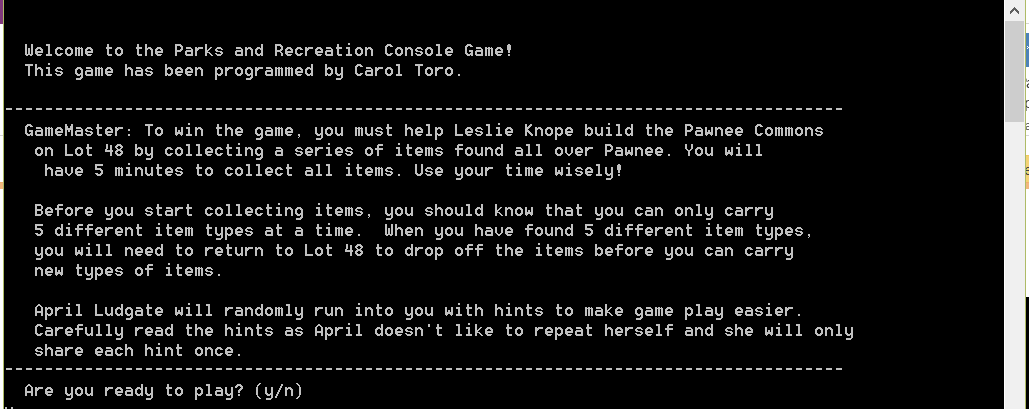 Welcome to the Parks and Recreation Console Game!
This game has been programmed by Carol Toro.
--------------------------------------------------------------------------------------
GameMaster: To win the game, you must help Leslie Knope build the Pawnee Commons
on Lot 48 by collecting a series of items found all over Pawnee. You will
have 5 minutes to collect all items. Use your time wisely!
Before you start collecting items, you should know that you can only carry
5 different item types at a time.  When you have found 5 different item types,
you will need to return to Lot 48 to drop off the items before you can carry
new types of items.
April Ludgate will randomly run into you with hints to make game play easier.
Carefully read the hints as April doesn't like to repeat herself and she will only
share each hint once.
--------------------------------------------------------------------------------------
Are you ready to play? (y/n)